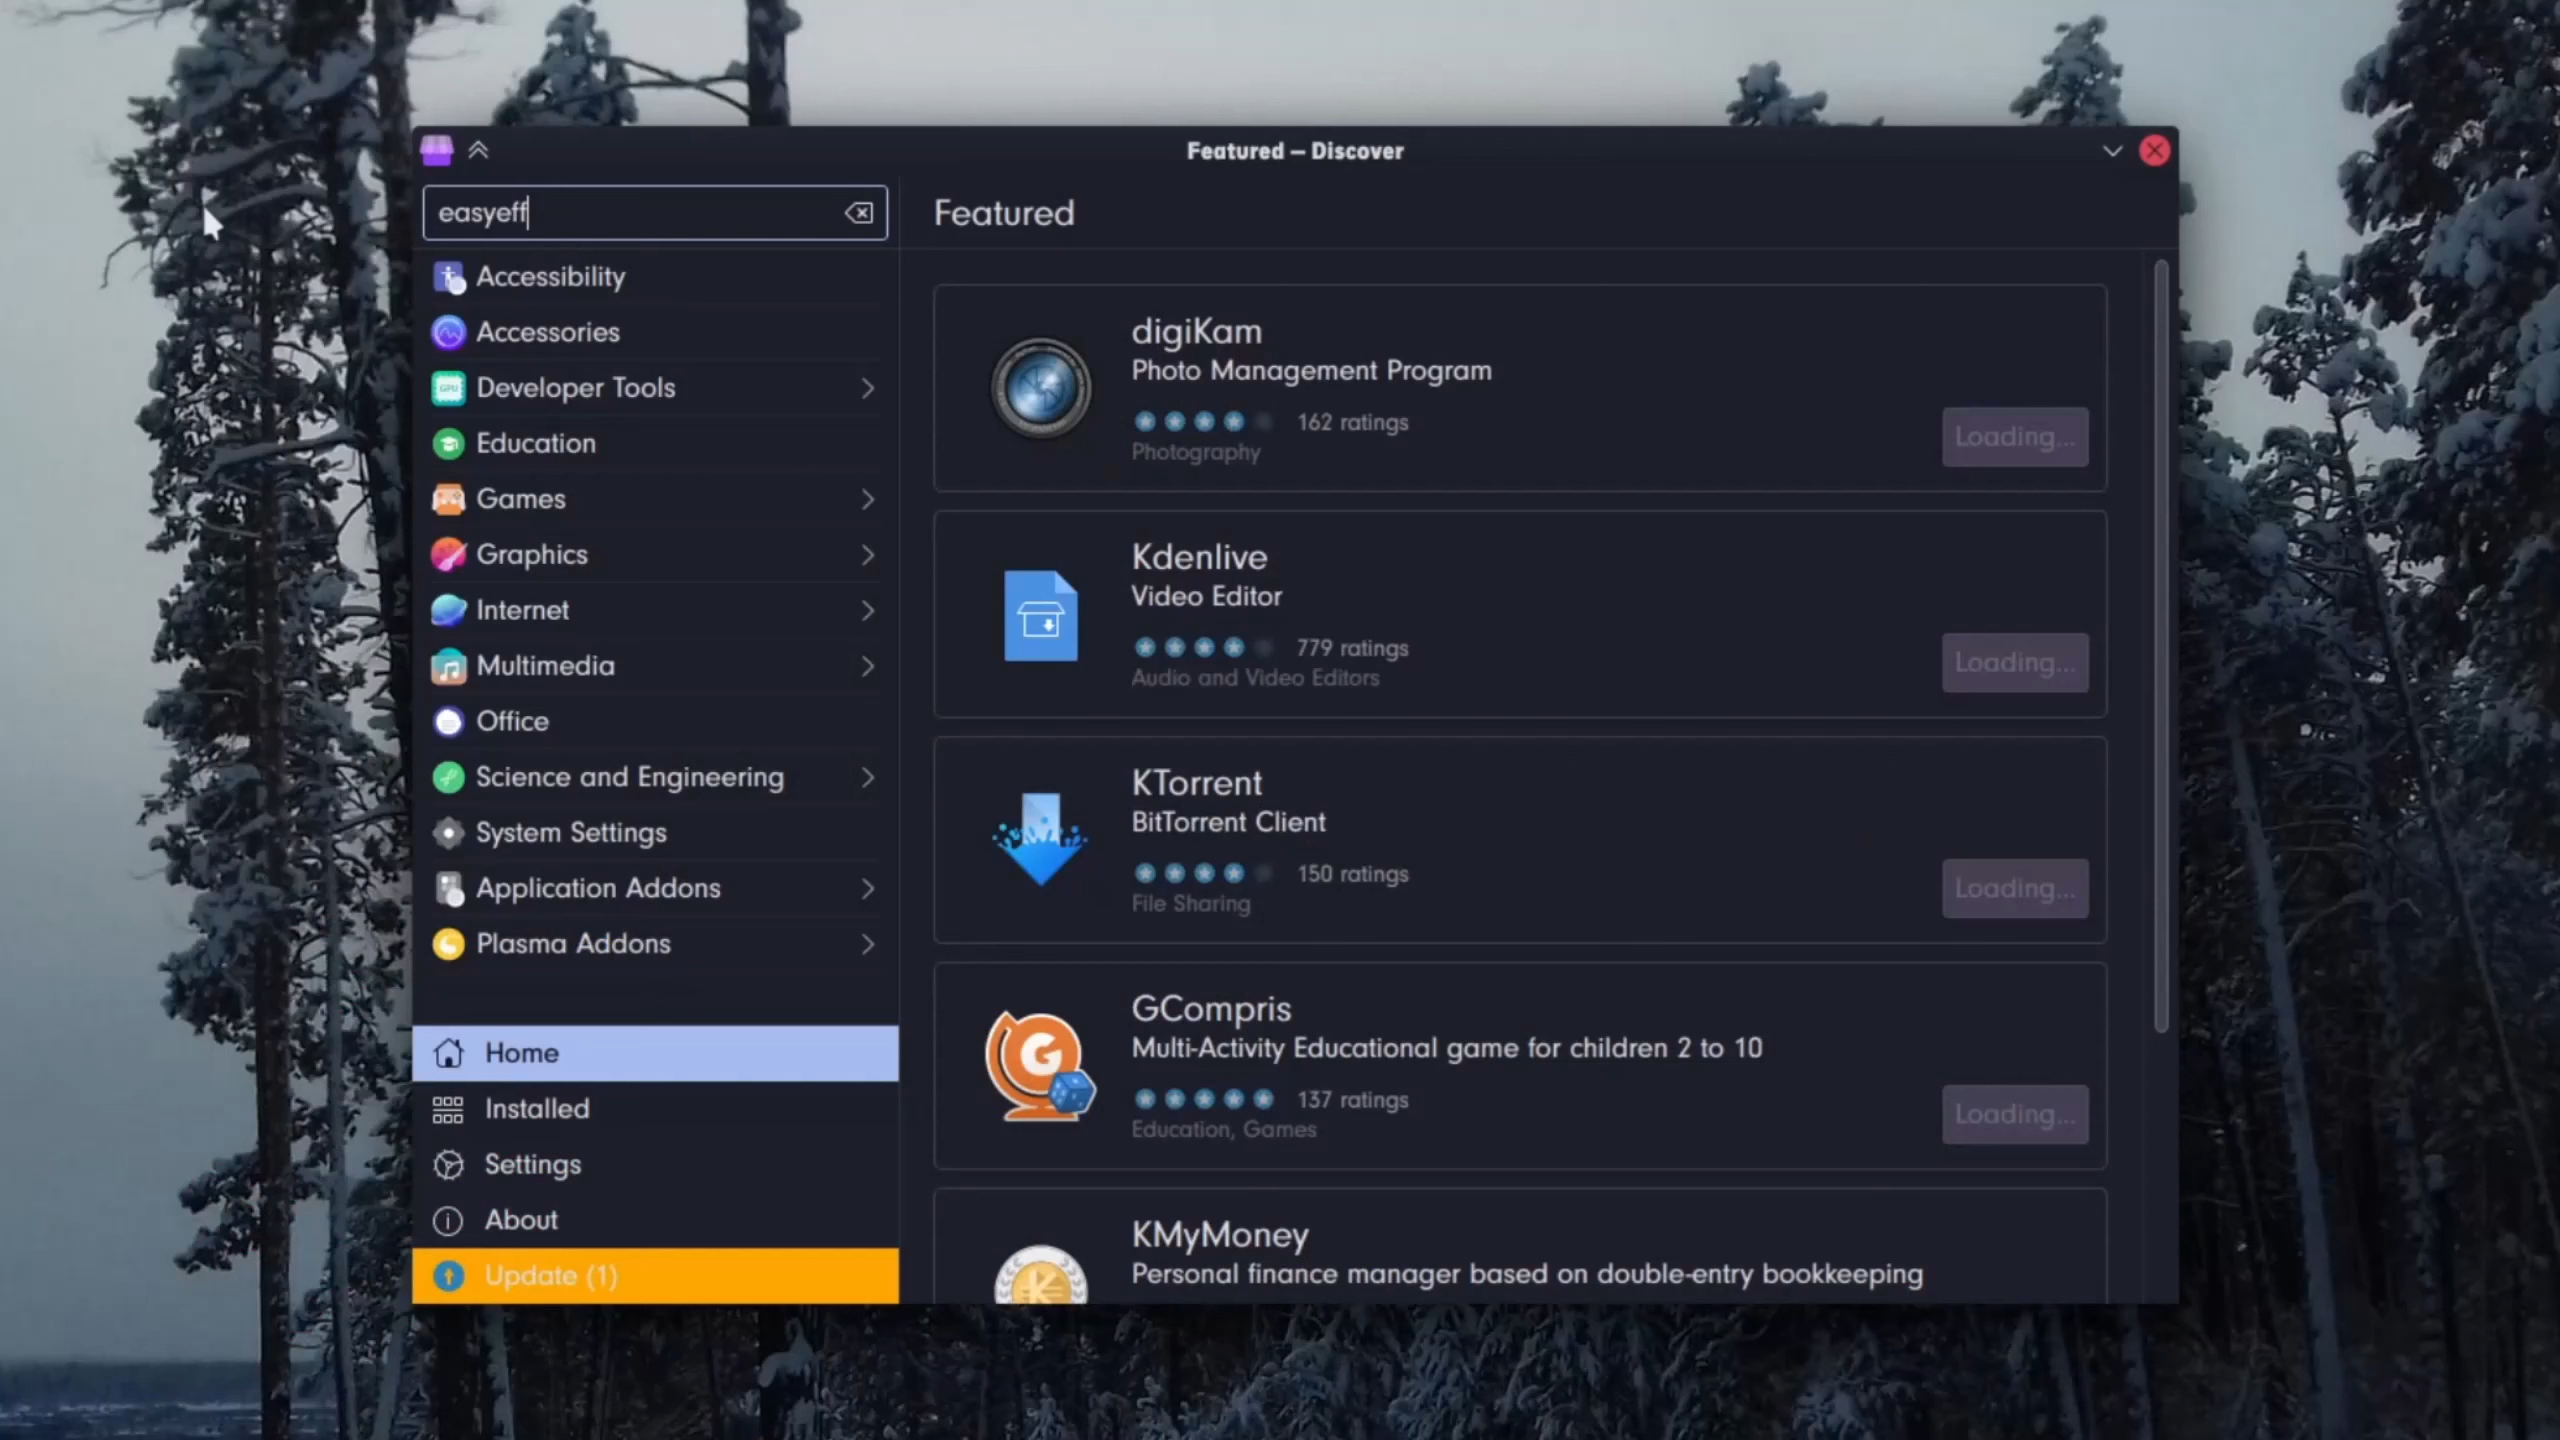 Featured – Discover
easyeff
Featured
Accessibility
Accessories
Developer Tools
Education
Games
Graphics
Internet
Multimedia
Office
Science and Engineering
System Settings
Application Addons
Plasma Addons
Home
Installed
Settings
About
Update (1)
digiKam
Photo Management Program
162 ratings
Photography
Loading...
Kdenlive
Video Editor
779 ratings
Audio and Video Editors
Loading...
KTorrent
BitTorrent Client
150 ratings
File Sharing
Loading...
GCompris
Multi-Activity Educational game for children 2 to 10
137 ratings
Education, Games
Loading...
KMyMoney
Personal finance manager based on double-entry bookkeeping